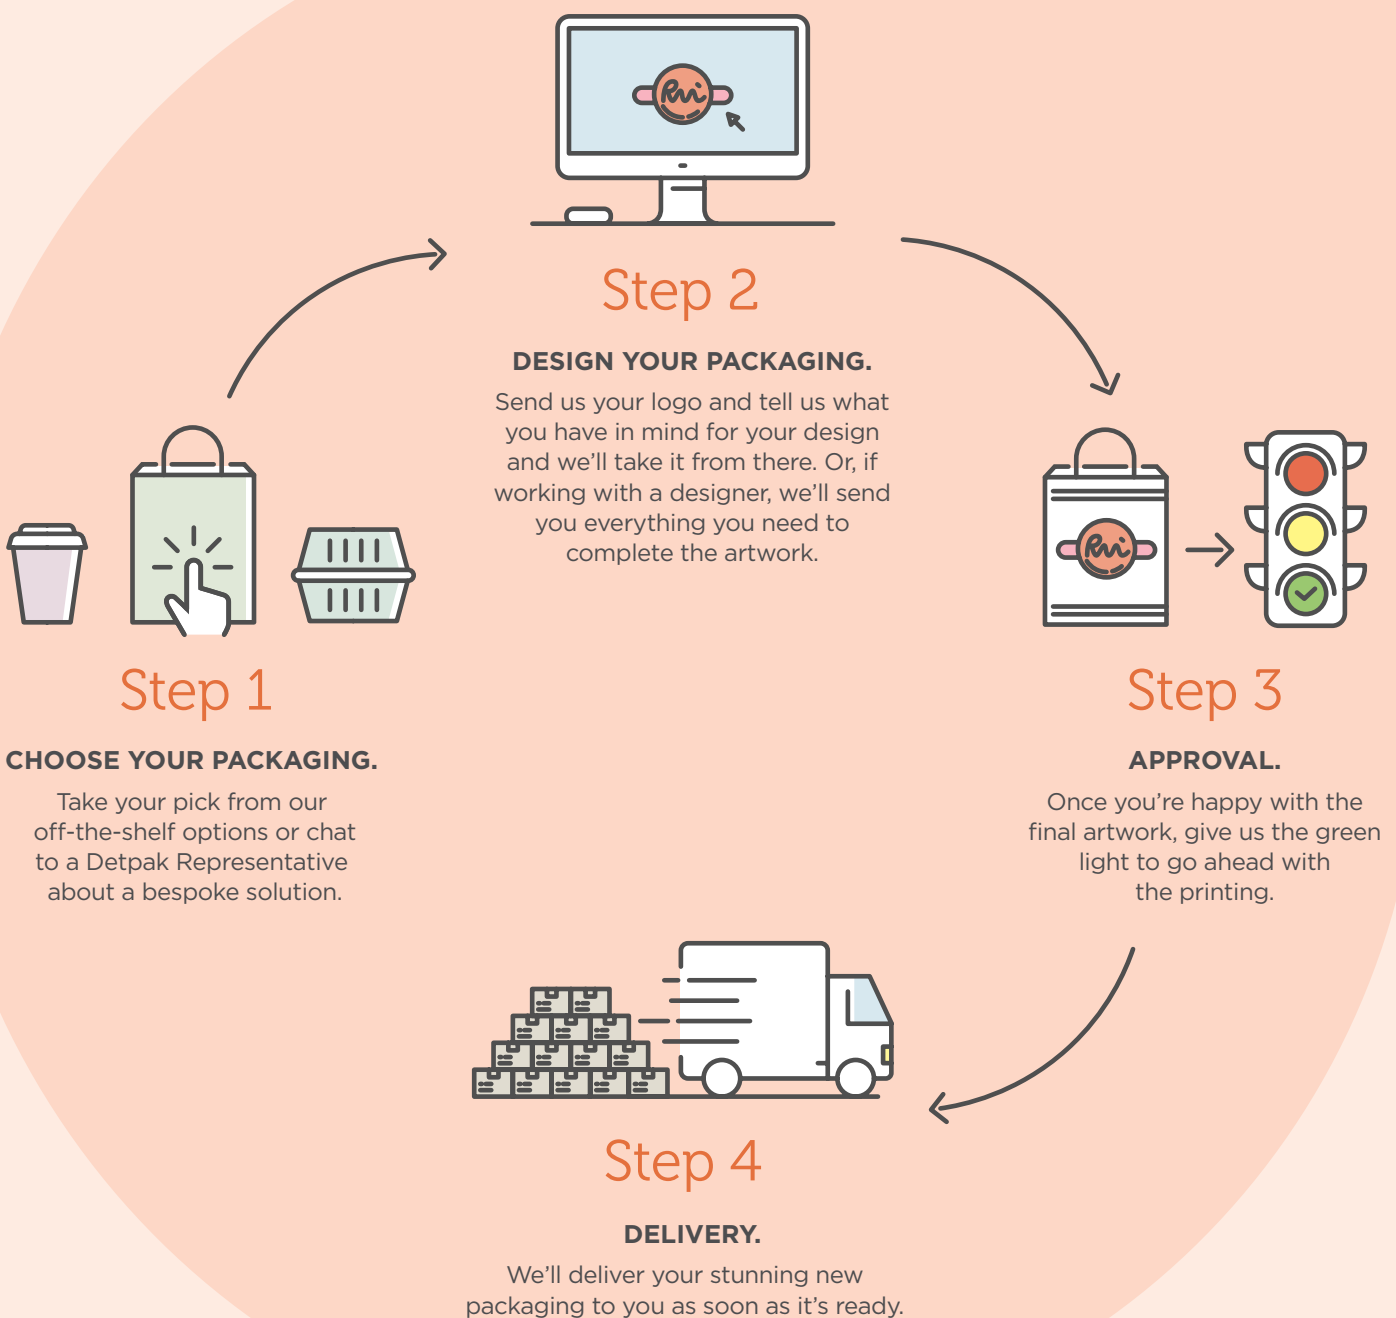 Step 1
CHOOSE YOUR PACKAGING.
Take your pick from our
off-the-shelf options or chat
to a Detpak Representative
about a bespoke solution.
Step 2
DESIGN YOUR PACKAGING.
Send us your logo and tell us what
you have in mind for your design
and we'll take it from there. Or, if
working with a designer, we'll send
you everything you need to
complete the artwork.
Step 3
APPROVAL.
Once you're happy with the
final artwork, give us the green
light to go ahead with
the printing.
Step 4
DELIVERY.
We'll deliver your stunning new
packaging to you as soon as it's ready.